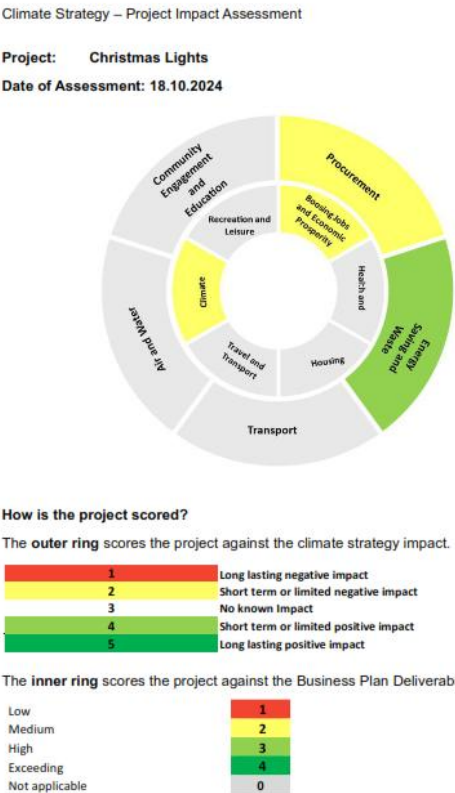 Climate Strategy – Project Impact Assessment
Project: Christmas Lights
Date of Assessment: 18.10.2024
Community
Engagement
and
Education
Procurement
Recreation and
Leisure
Boosing Jobs
and Economic
Prosperity
Climate
Health and
Air and Water
Energy
Saving and
Waste
Travel and
Transport
Housing
Transport
How is the project scored?
The outer ring scores the project against the climate strategy impact.
1 Long lasting negative impact
2 Short term or limited negative impact
3 No known Impact
4 Short term or limited positive impact
5 Long lasting positive impact
The inner ring scores the project against the Business Plan Deliverab
Low 1
Medium 2
High 3
Exceeding 4
Not applicable 0